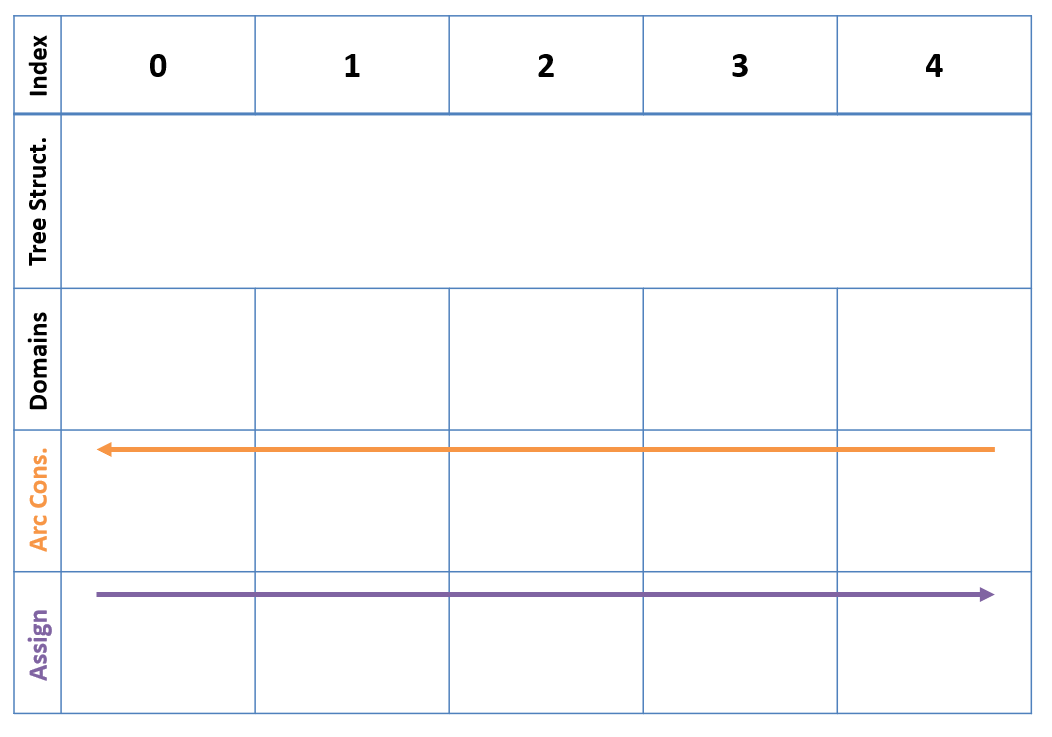 Index 0 1 2 3 4
Tree Struct.
Domains
Arc Cons.
Assign